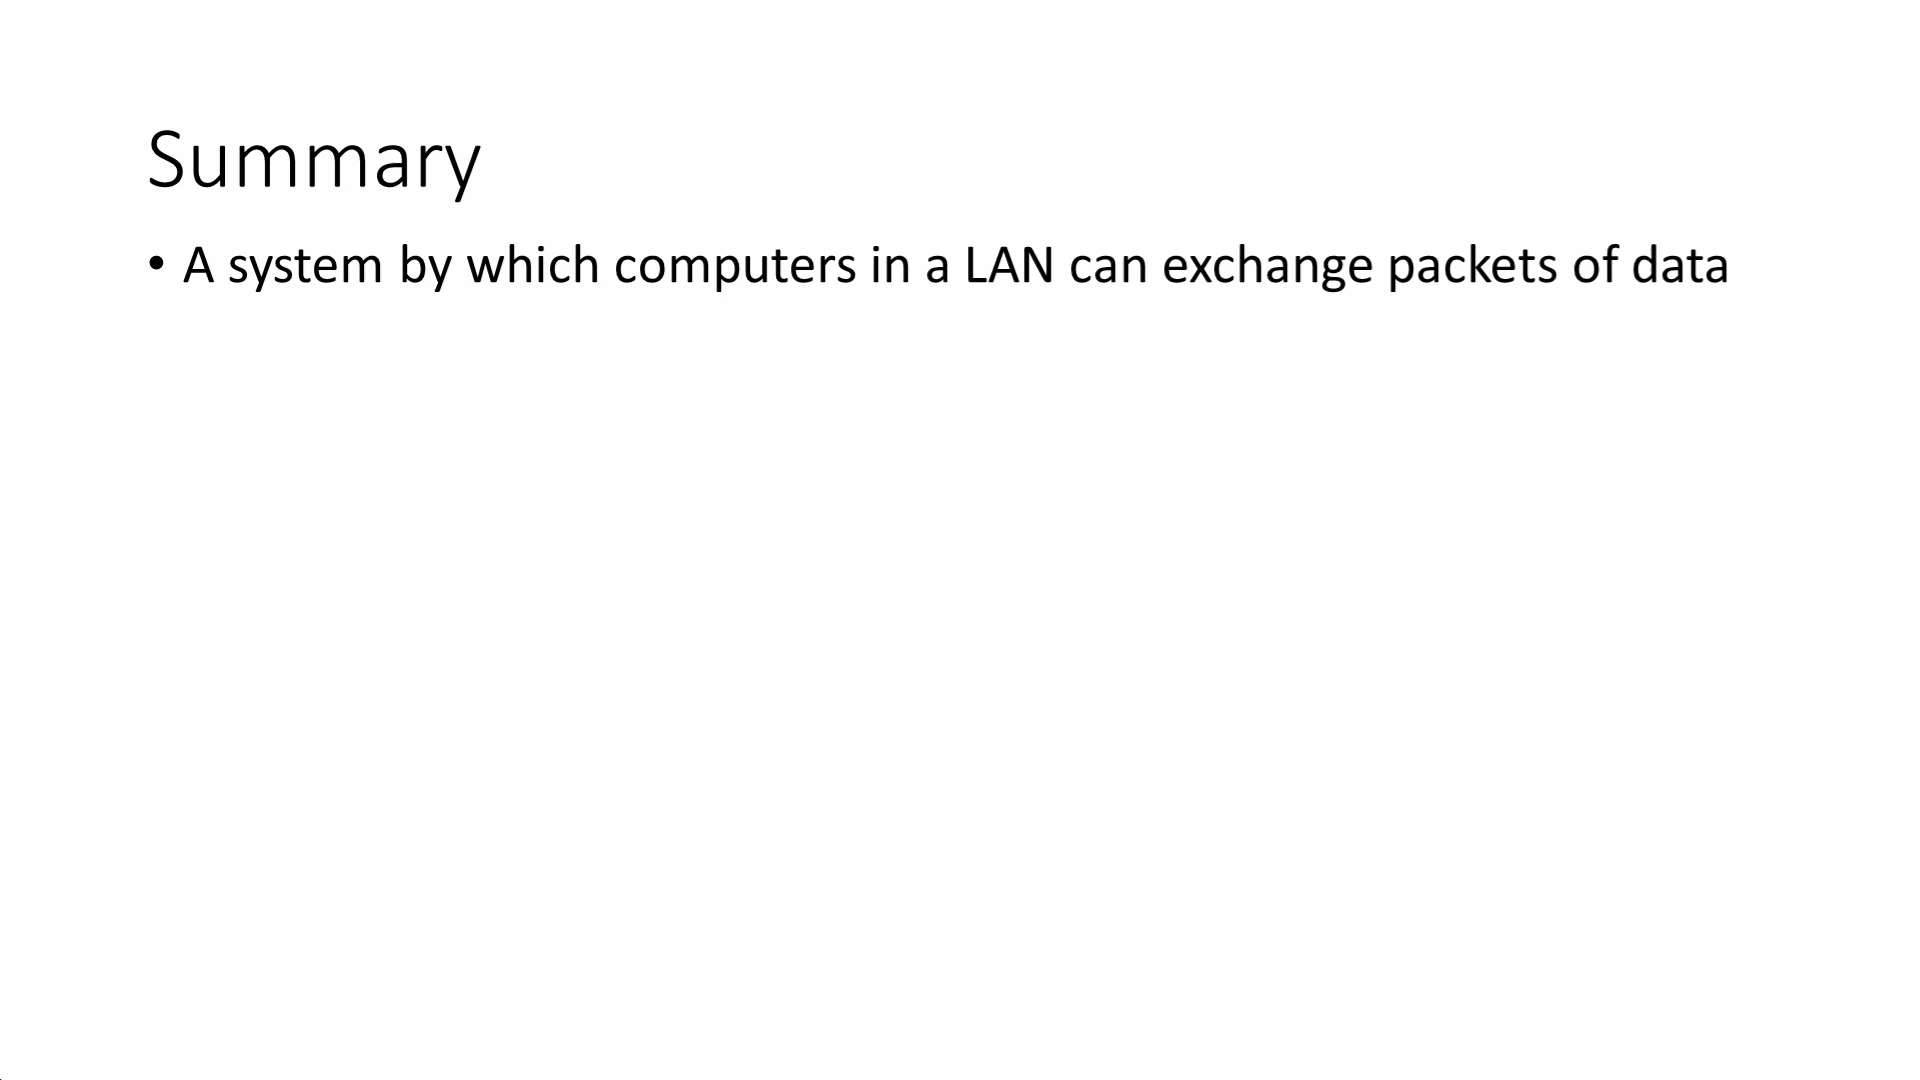 Summary
• A system by which computers in a LAN can exchange packets of data